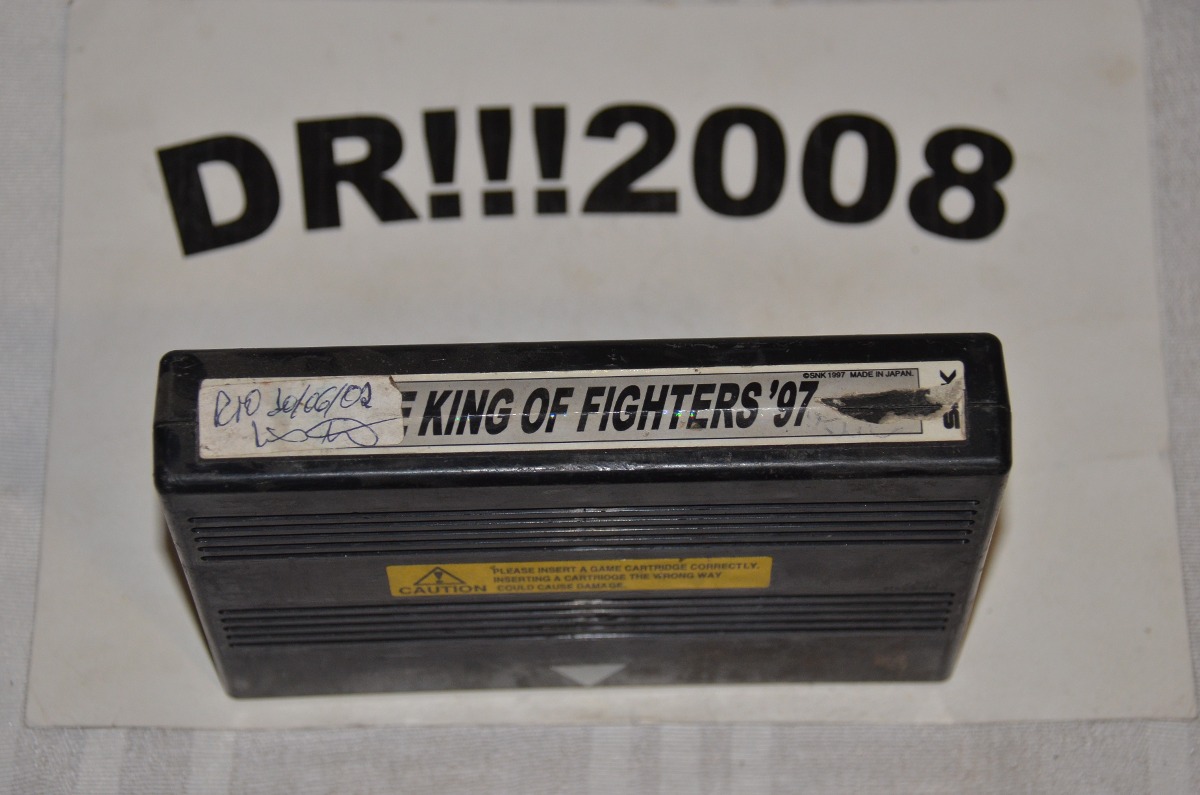 DR!!!2008
©SNK 1997 MADE IN JAPAN.
E KING OF FIGHTERS '97
S K
PLEASE INSERT A GAME CARTRIDGE CORRECTLY.
INSERTING A CARTRIDGE THE WRONG WAY
CAUTION COULD CAUSE DAMAGE.